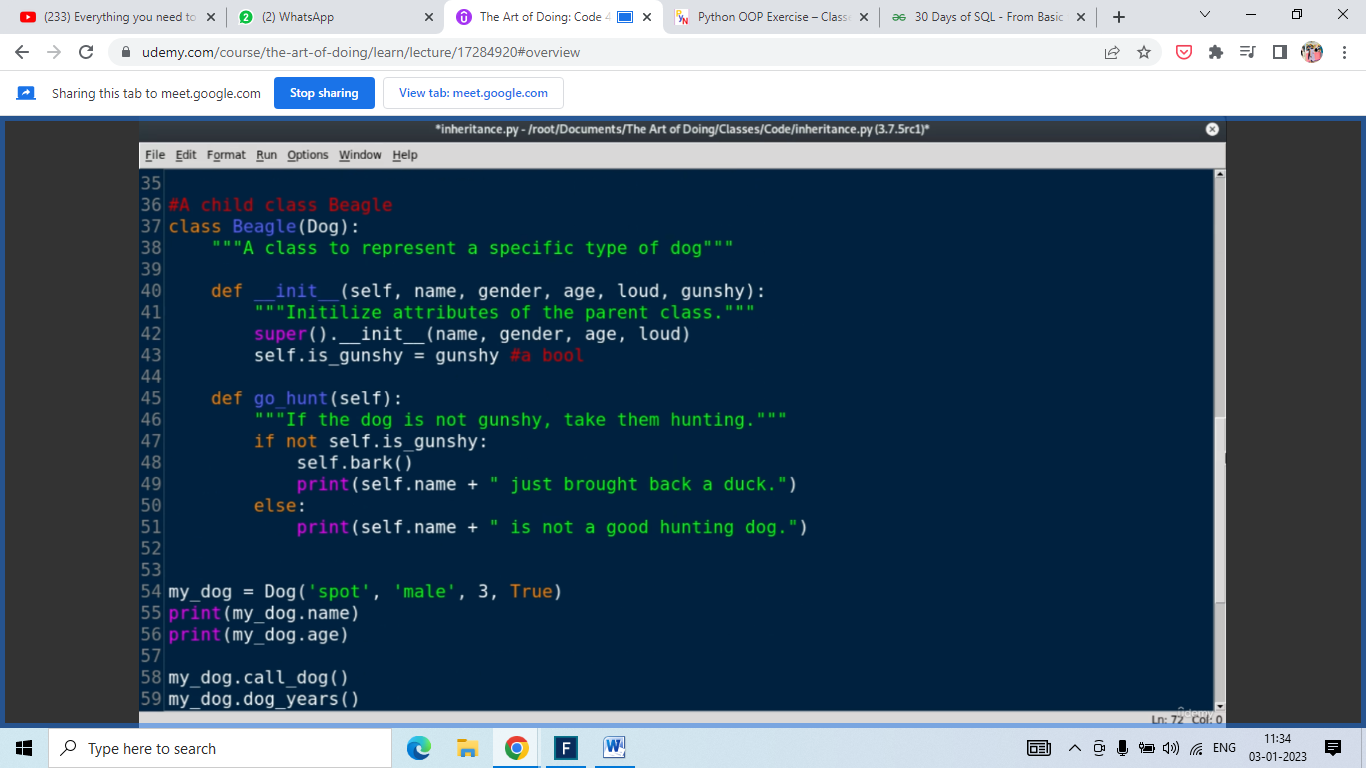 (233) Everything you need to
(2) WhatsApp
The Art of Doing: Code 4
Python OOP Exercise – Classe
30 Days of SQL - From Basic
udemy.com/course/the-art-of-doing/learn/lecture/17284920#overview
Sharing this tab to meet.google.com
Stop sharing
View tab: meet.google.com
*inheritance.py - /root/Documents/The Art of Doing/Classes/Code/inheritance.py (3.7.5rc1)*
File Edit Format Run Options Window Help
35
36 #A child class Beagle
37 class Beagle(Dog):
38     """A class to represent a specific type of dog"""
39
40     def __init__(self, name, gender, age, loud, gunshy):
41         """Initilize attributes of the parent class."""
42         super().__init__(name, gender, age, loud)
43         self.is_gunshy = gunshy #a bool
44
45     def go_hunt(self):
46         """If the dog is not gunshy, take them hunting."""
47         if not self.is_gunshy:
48             self.bark()
49             print(self.name + " just brought back a duck.")
50         else:
51             print(self.name + " is not a good hunting dog.")
52
53
54 my_dog = Dog('spot', 'male', 3, True)
55 print(my_dog.name)
56 print(my_dog.age)
57
58 my_dog.call_dog()
59 my_dog.dog_years()
Udemy
Ln: 72 Col: 0
Type here to search
F
W
ENG
11:34
03-01-2023